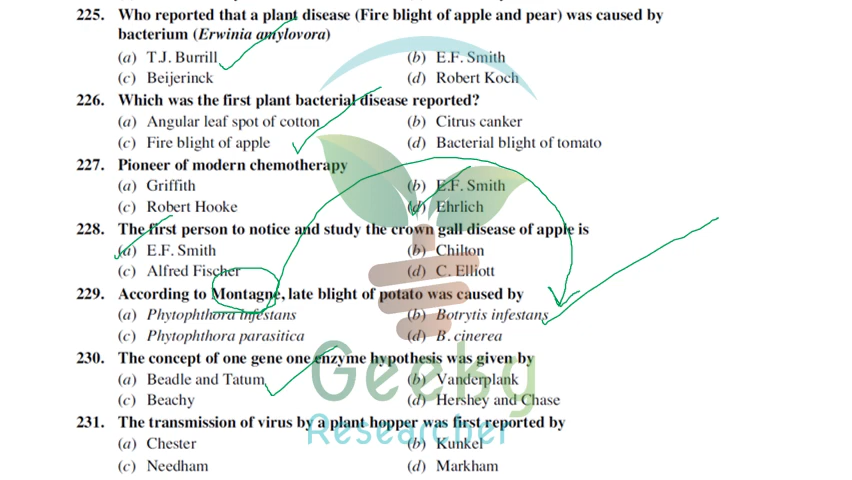 225. Who reported that a plant disease (Fire blight of apple and pear) was caused by
bacterium (Erwinia amylovora)
(a) T.J. Burrill (b) E.F. Smith
(c) Beijerinck (d) Robert Koch
226. Which was the first plant bacterial disease reported?
(a) Angular leaf spot of cotton (b) Citrus canker
(c) Fire blight of apple (d) Bacterial blight of tomato
227. Pioneer of modern chemotherapy
(a) Griffith (b) E.F. Smith
(c) Robert Hooke (d) Ehrlich
228. The first person to notice and study the crown gall disease of apple is
(a) E.F. Smith (b) Chilton
(c) Alfred Fischer (d) C. Elliott
229. According to Montagne, late blight of potato was caused by
(a) Phytophthora infestans (b) Botrytis infestans
(c) Phytophthora parasitica (d) B. cinerea
230. The concept of one gene one enzyme hypothesis was given by
(a) Beadle and Tatum (b) Vanderplank
(c) Beachy (d) Hershey and Chase
Geeky
231. The transmission of virus by a plant hopper was first reported by
Researcher
(a) Chester (b) Kunkel
(c) Needham (d) Markham